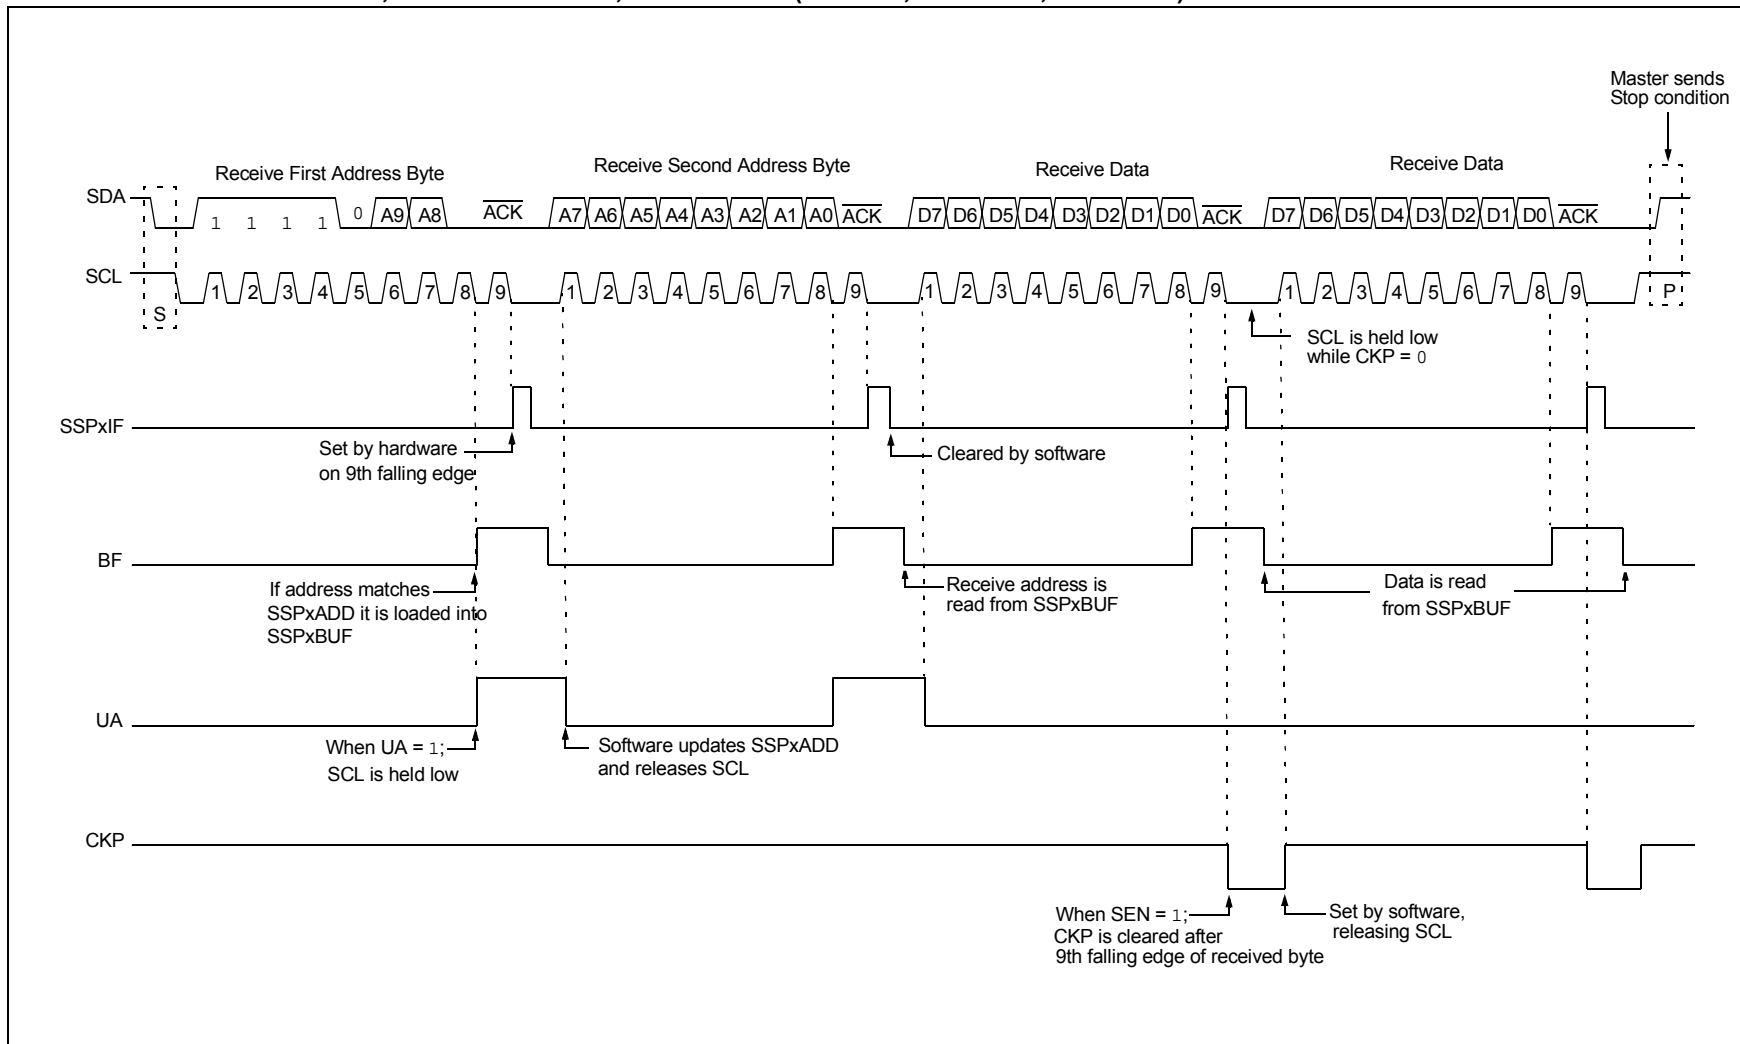 Master sends
Stop condition
Receive First Address Byte
Receive Second Address Byte
Receive Data
Receive Data
SDA
1 1 1 1 0 A9 A8 ACK A7 A6 A5 A4 A3 A2 A1 A0 ACK D7 D6 D5 D4 D3 D2 D1 D0 ACK D7 D6 D5 D4 D3 D2 D1 D0 ACK
SCL
S 1 2 3 4 5 6 7 8 9 1 2 3 4 5 6 7 8 9 1 2 3 4 5 6 7 8 9 1 2 3 4 5 6 7 8 9 P
SCL is held low
while CKP = 0
SSPxIF
Set by hardware
on 9th falling edge
Cleared by software
BF
If address matches
SSPxADD it is loaded into
SSPxBUF
Receive address is
read from SSPxBUF
Data is read
from SSPxBUF
UA
When UA = 1;
SCL is held low
Software updates SSPxADD
and releases SCL
CKP
When SEN = 1;
CKP is cleared after
9th falling edge of received byte
Set by software,
releasing SCL